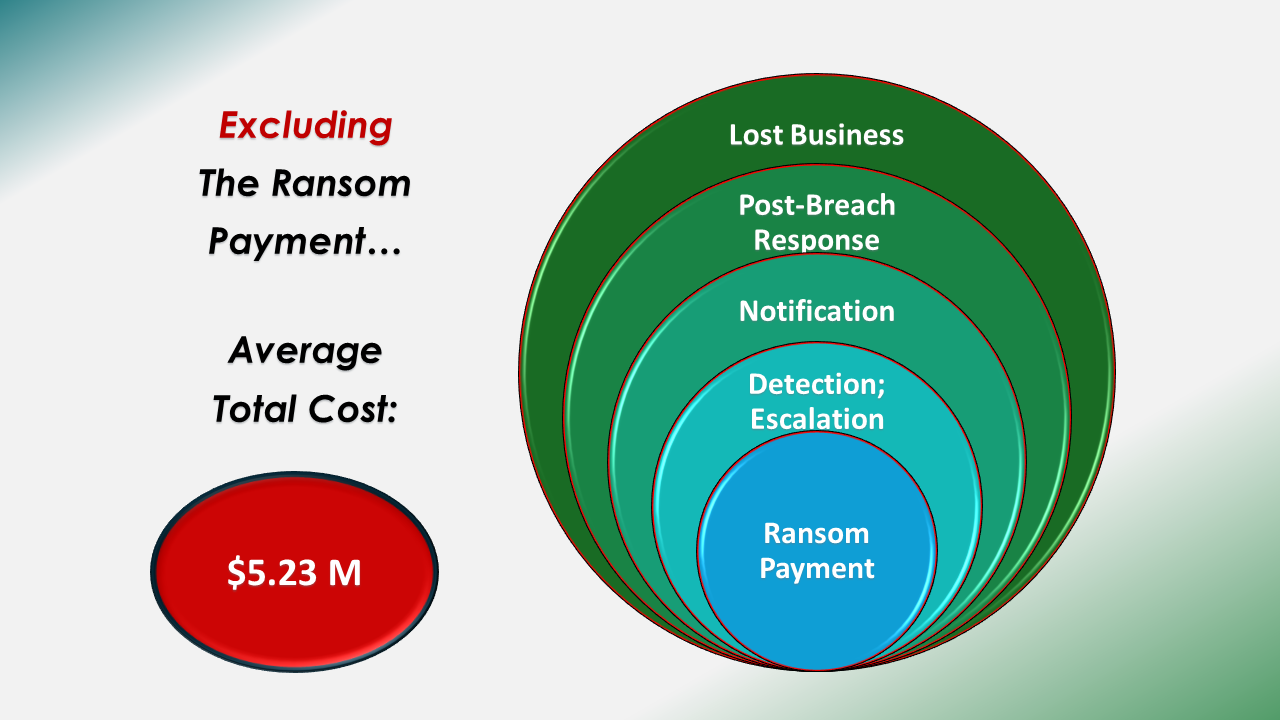 Excluding
The Ransom
Payment...
Average
Total Cost:
$5.23 M
Lost Business
Post-Breach
Response
Notification
Detection;
Escalation
Ransom
Payment